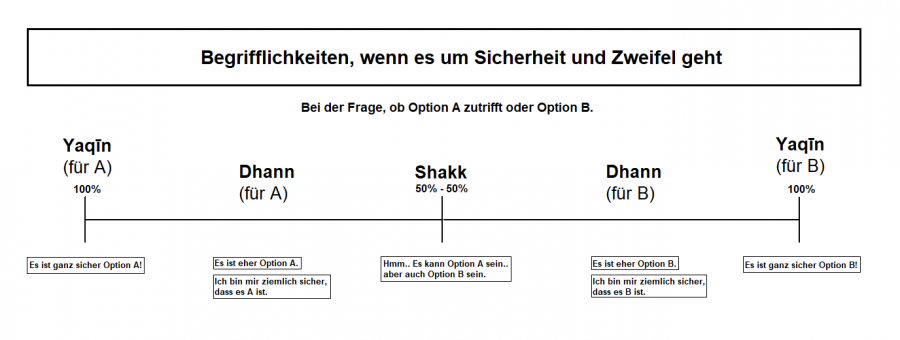 Begrifflichkeiten, wenn es um Sicherheit und Zweifel geht
Bei der Frage, ob Option A zutrifft oder Option B.
Yaqīn
(für A)
100%
Dhann
(für A)
Shakk
50% - 50%
Dhann
(für B)
Yaqīn
(für B)
100%
Es ist ganz sicher Option A!
Es ist eher Option A.
Ich bin mir ziemlich sicher,
dass es A ist.
Hmm.. Es kann Option A sein..
aber auch Option B sein.
Es ist eher Option B.
Ich bin mir ziemlich sicher,
dass es B ist.
Es ist ganz sicher Option B!